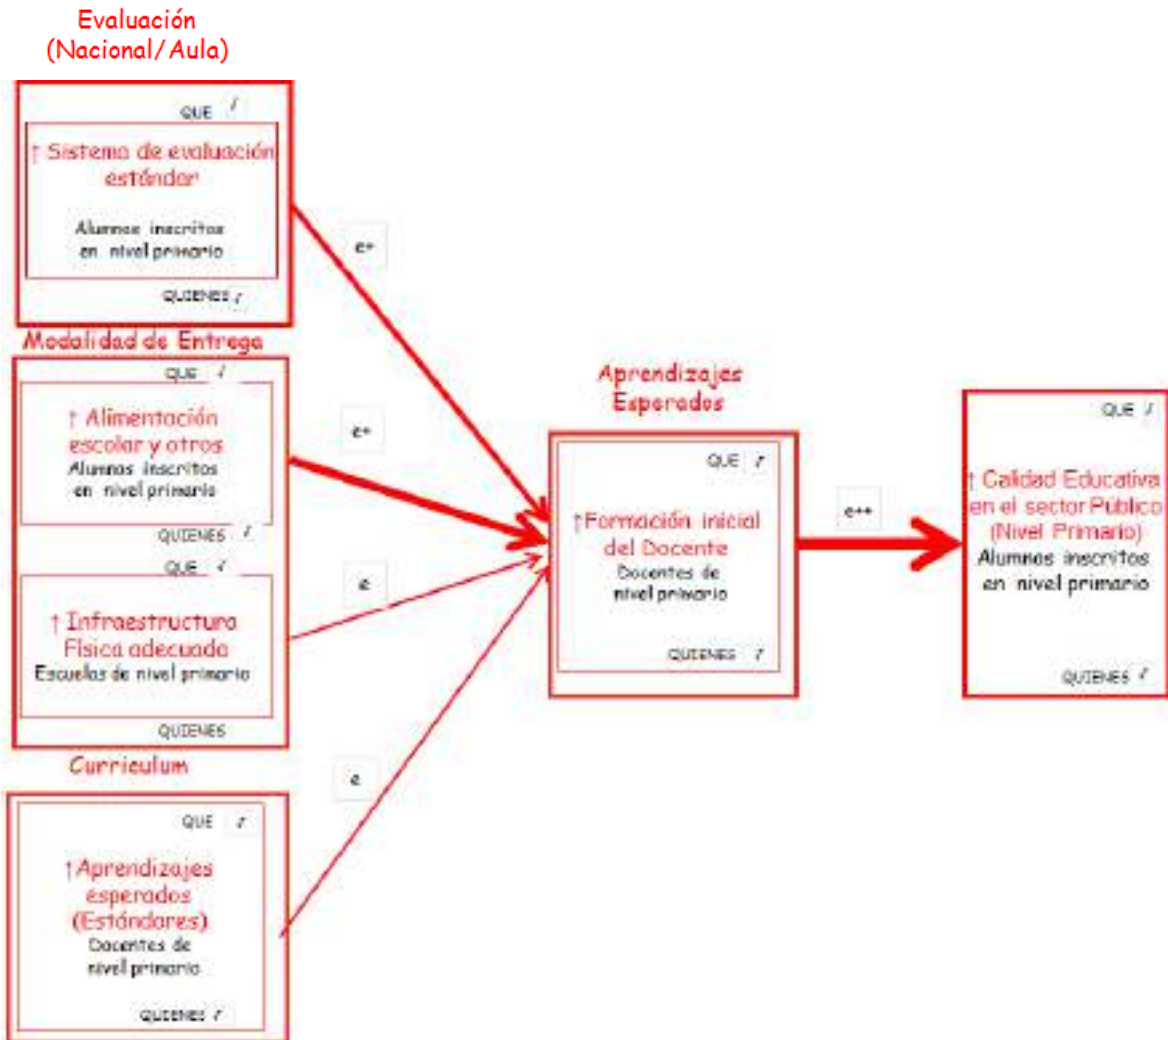 Evaluación
(Nacional/Aula)
QUE ?
↑ Sistema de evaluación
estándar
Alumnos inscritos
en nivel primario
QUIENES ?
e+
Modalidad de Entrega
QUE ?
↑ Alimentación
escolar y otros
Alumnos inscritos
en nivel primario
QUIENES ?
e+
QUE ?
↑ Infraestructura
Física adecuada
Escuelas de nivel primario
QUIENES
e
Curriculum
QUE ?
↑Aprendizajes
esperados
(Estándares)
Docentes de
nivel primario
QUIENES ?
e
Aprendizajes
Esperados
QUE ?
↑Formación inicial
del Docente
Docentes de
nivel primario
QUIENES ?
e++
QUE ?
↑ Calidad Educativa
en el sector Público
(Nivel Primario)
Alumnos inscritos
en nivel primario
QUIENES ?